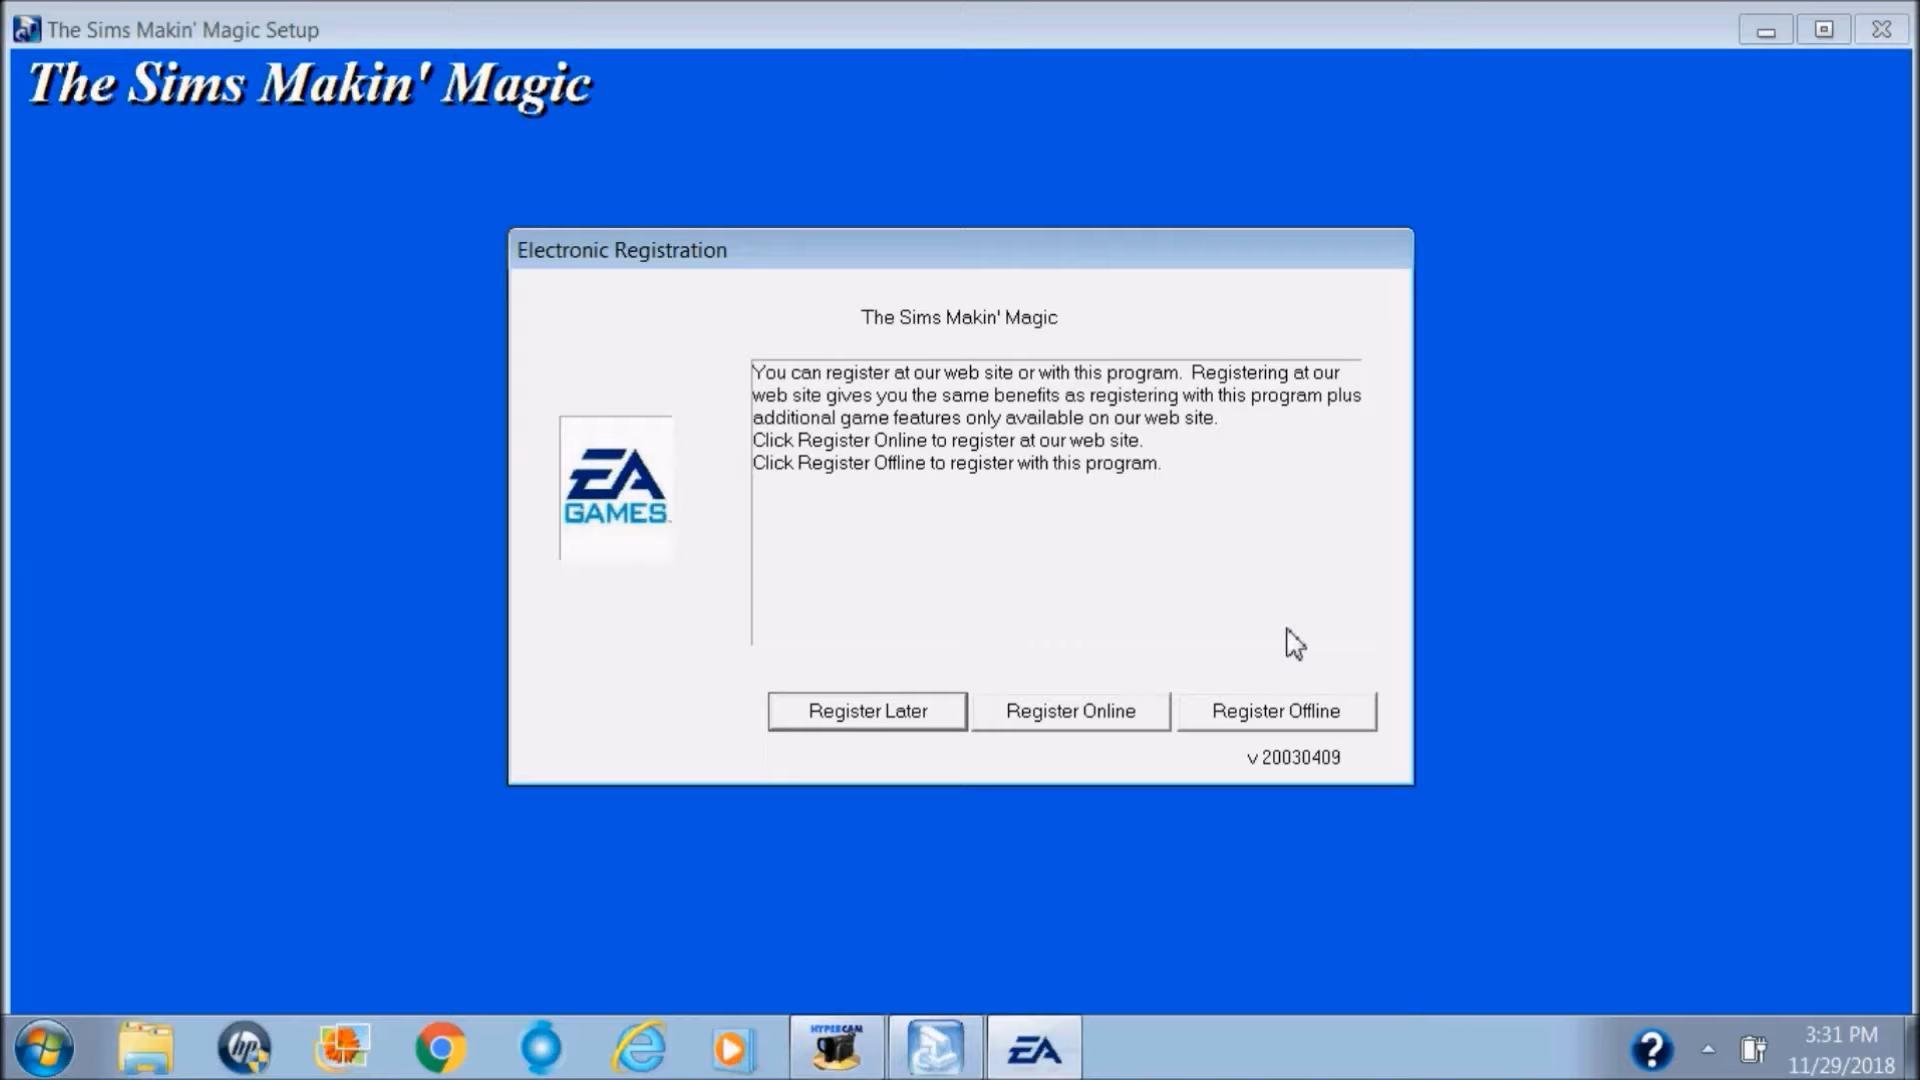 The Sims Makin' Magic Setup
The Sims Makin' Magic
Electronic Registration
The Sims Makin' Magic
You can register at our web site or with this program.  Registering at our
web site gives you the same benefits as registering with this program plus
additional game features only available on our web site.
Click Register Online to register at our web site.
Click Register Offline to register with this program.
EA
GAMES
Register Later
Register Online
Register Offline
v 20030409
hp
HYPERCAM
EA
3:31 PM
11/29/2018